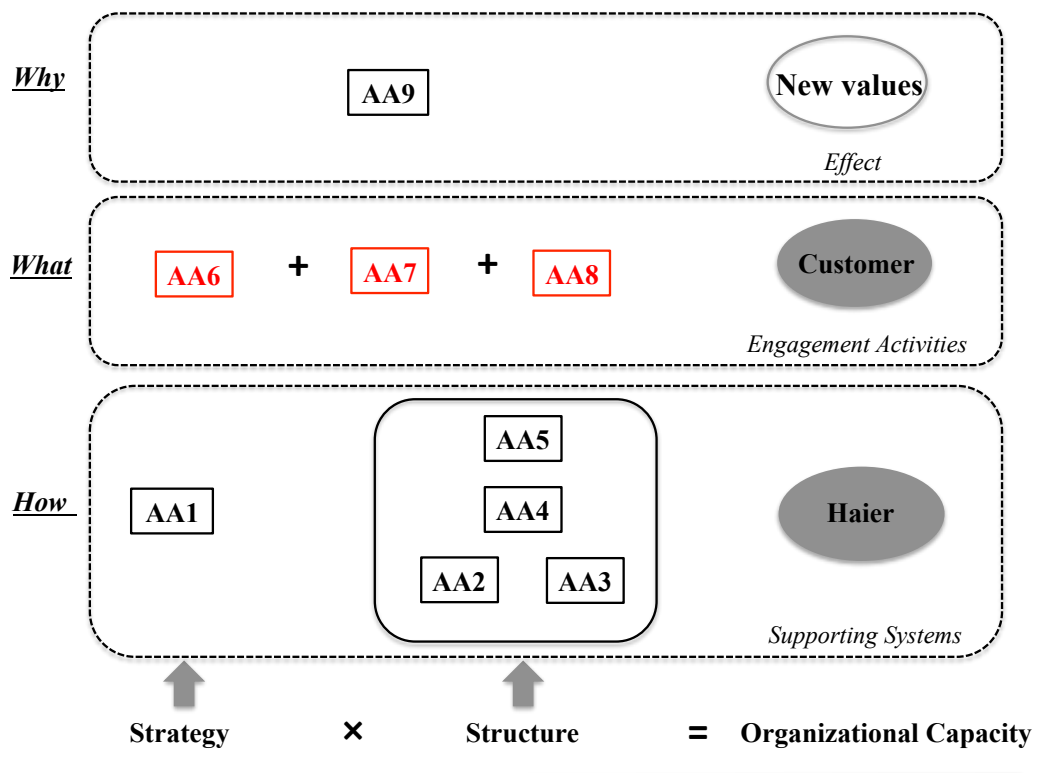 Why
AA9
New values
Effect
What
AA6 + AA7 + AA8
Customer
Engagement Activities
How
AA5
AA1
AA4
Haier
AA2
AA3
Supporting Systems
Strategy × Structure = Organizational Capacity